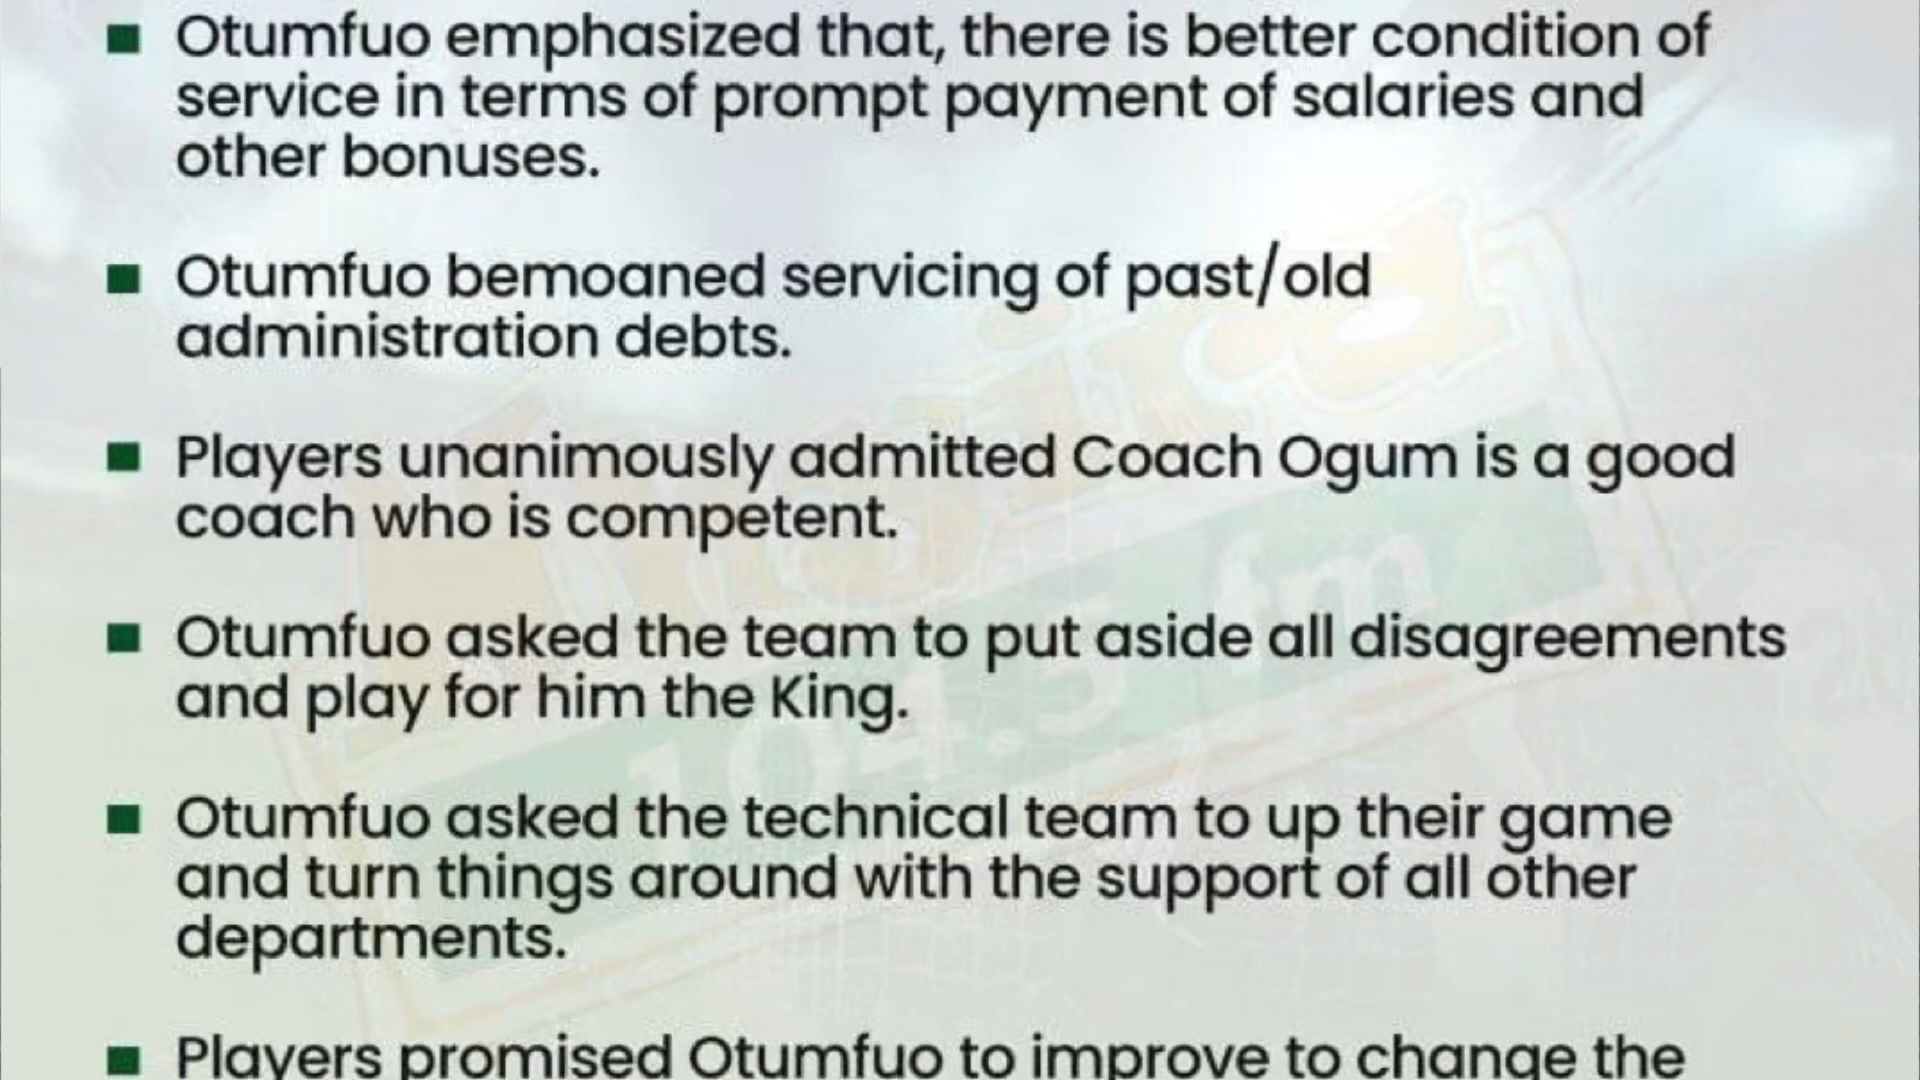 ■ Otumfuo emphasized that, there is better condition of
service in terms of prompt payment of salaries and
other bonuses.
■ Otumfuo bemoaned servicing of past/old
administration debts.
■ Players unanimously admitted Coach Ogum is a good
coach who is competent.
■ Otumfuo asked the team to put aside all disagreements
and play for him the King.
■ Otumfuo asked the technical team to up their game
and turn things around with the support of all other
departments.
■ Players promised Otumfuo to improve to change the
104.5 fm